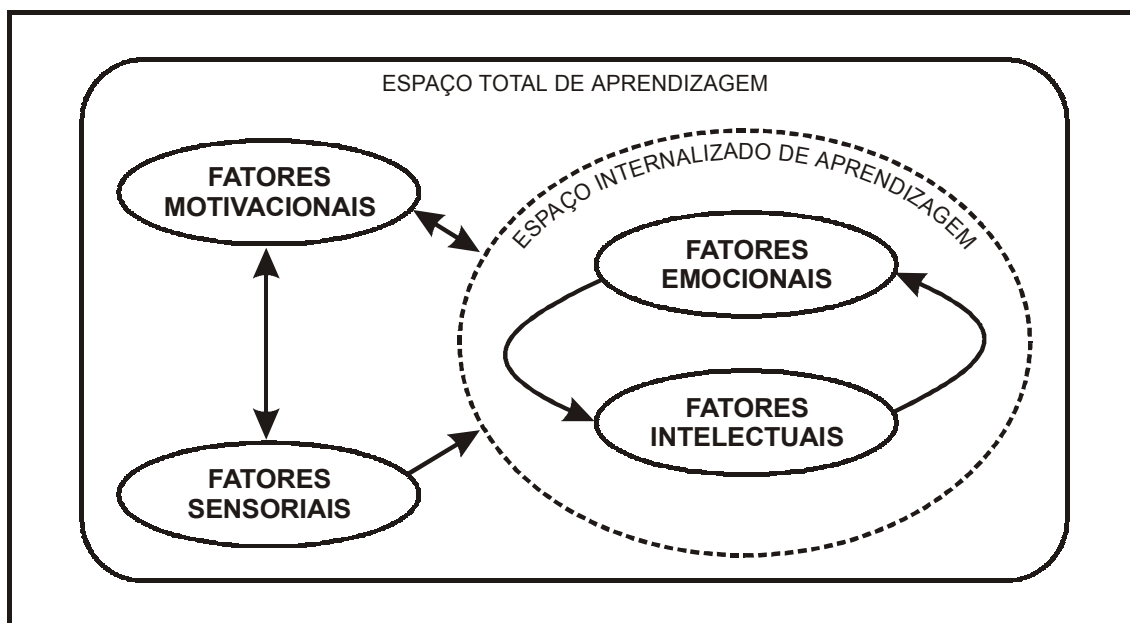 ESPAÇO TOTAL DE APRENDIZAGEM
FATORES
MOTIVACIONAIS
ESPAÇO INTERNALIZADO DE APRENDIZAGEM
FATORES
EMOCIONAIS
FATORES
INTELECTUAIS
FATORES
SENSORIAIS